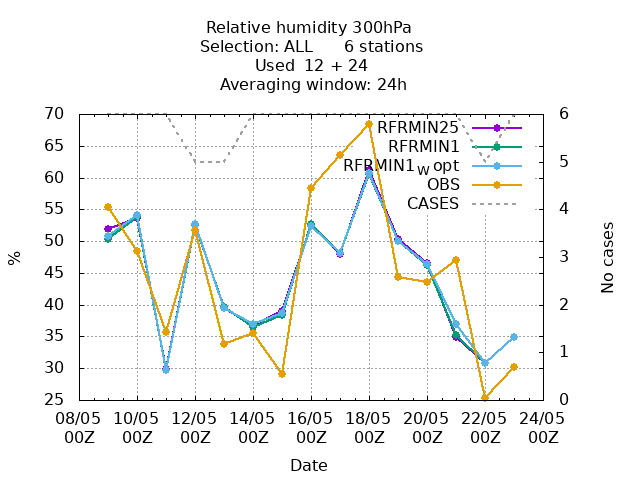 Relative humidity 300hPa
Selection: ALL      6 stations
Used  12 + 24
Averaging window: 24h
70
65
60
55
50
45
40
35
30
25
%
6
5
4
3
2
1
0
No cases
RFRMIN25
RFRMIN1
RFRMIN1w opt
OBS
CASES
08/05 10/05 12/05 14/05 16/05 18/05 20/05 22/05 24/05
00Z 00Z 00Z 00Z 00Z 00Z 00Z 00Z 00Z
Date